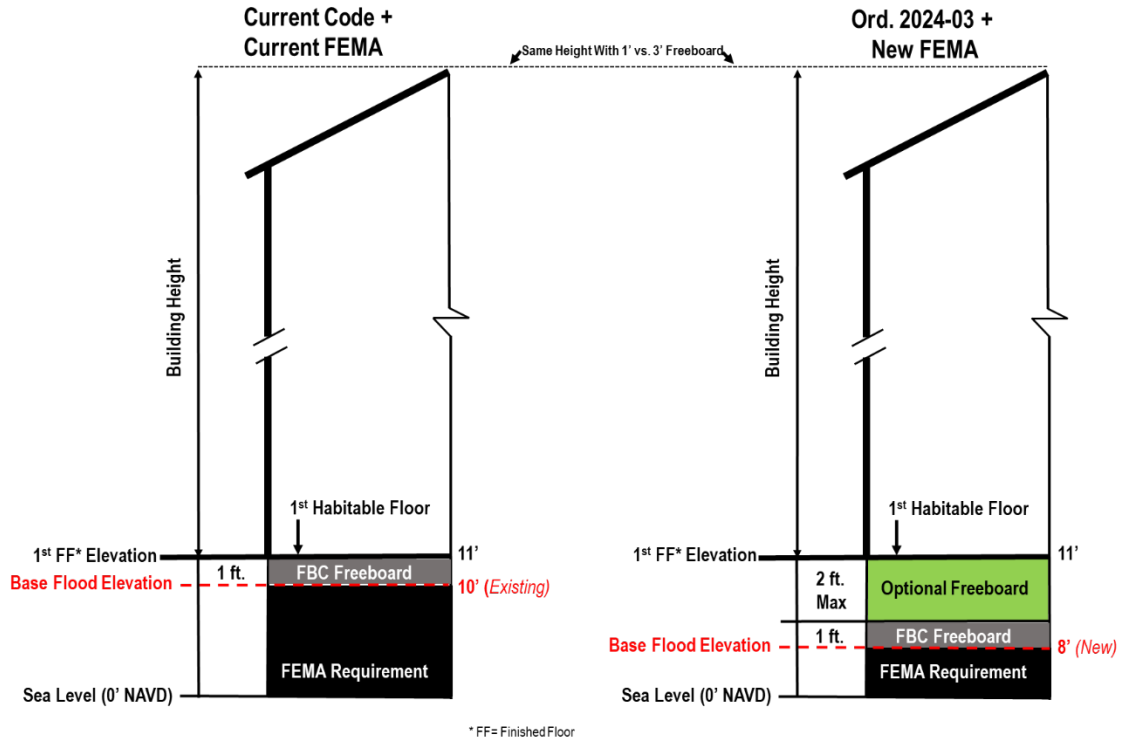 Current Code +
Current FEMA
Ord. 2024-03 +
New FEMA
Same Height With 1' vs. 3' Freeboard
Building Height
Building Height
1st Habitable Floor
1st Habitable Floor
1st FF* Elevation
11'
1 ft.
FBC Freeboard
Base Flood Elevation
10' (Existing)
FEMA Requirement
Sea Level (0' NAVD)
1st FF* Elevation
11'
2 ft.
Max
Optional Freeboard
1 ft.
FBC Freeboard
Base Flood Elevation
8' (New)
FEMA Requirement
Sea Level (0' NAVD)
* FF= Finished Floor